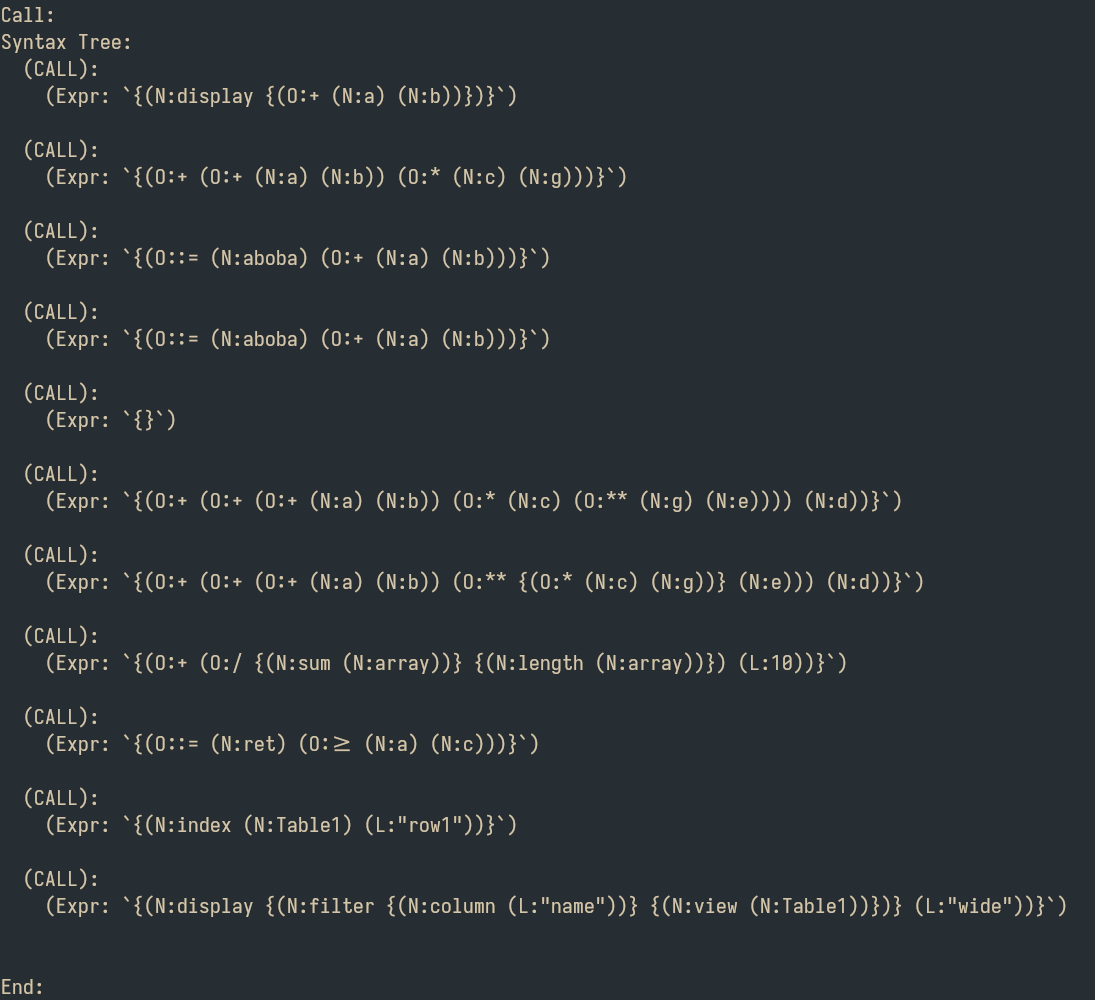 Call:
Syntax Tree:
  (CALL):
    (Expr: `{(N:display {(O:+ (N:a) (N:b))})}`)

  (CALL):
    (Expr: `{(O:+ (O:+ (N:a) (N:b)) (O:* (N:c) (N:g)))}`)

  (CALL):
    (Expr: `{(O::= (N:aboba) (O:+ (N:a) (N:b)))}`)

  (CALL):
    (Expr: `{(O::= (N:aboba) (O:+ (N:a) (N:b)))}`)

  (CALL):
    (Expr: `{}`)

  (CALL):
    (Expr: `{(O:+ (O:+ (O:+ (N:a) (N:b)) (O:* (N:c) (O:** (N:g) (N:e)))) (N:d))}`)

  (CALL):
    (Expr: `{(O:+ (O:+ (O:+ (N:a) (N:b)) (O:** {(O:* (N:c) (N:g))} (N:e))) (N:d))}`)

  (CALL):
    (Expr: `{(O:+ (O:/ {(N:sum (N:array))} {(N:length (N:array))}) (L:10))}`)

  (CALL):
    (Expr: `{(O::= (N:ret) (O:≥ (N:a) (N:c)))}`)

  (CALL):
    (Expr: `{(N:index (N:Table1) (L:"row1"))}`)

  (CALL):
    (Expr: `{(N:display {(N:filter {(N:column (L:"name"))} {(N:view (N:Table1))})} (L:"wide"))}`)


End: